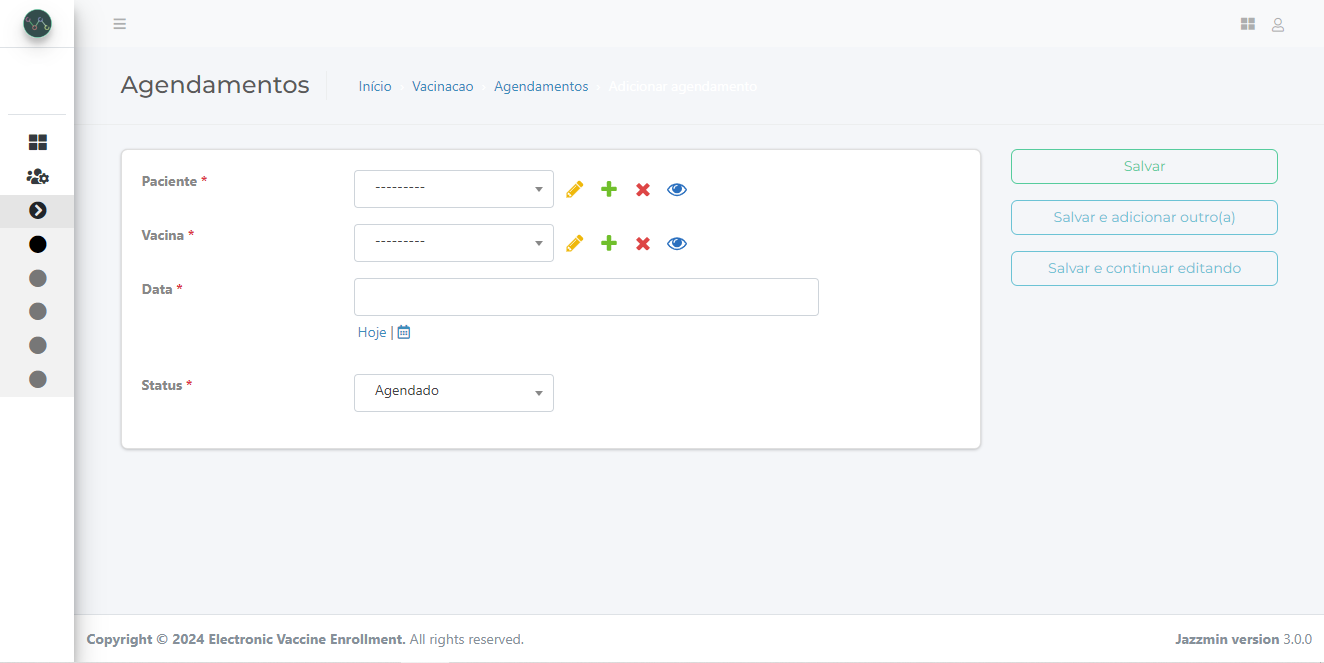 Agendamentos
Início › Vacinacao › Agendamentos › Adicionar agendamento
Paciente * ---------
Vacina * ---------
Data *
Hoje |
Status * Agendado
Salvar
Salvar e adicionar outro(a)
Salvar e continuar editando
Copyright © 2024 Electronic Vaccine Enrollment. All rights reserved.
Jazzmin version 3.0.0